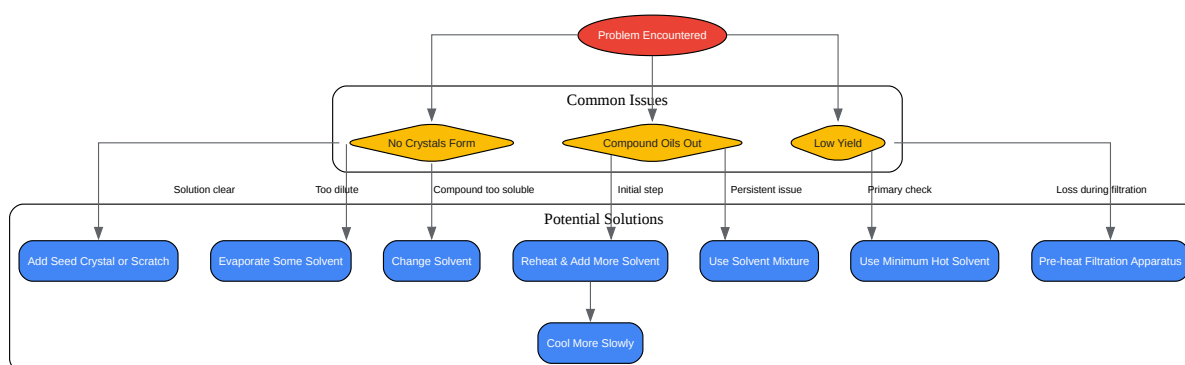 Problem Encountered
Common Issues
No Crystals Form
Compound Oils Out
Low Yield
Solution clear
Too dilute
Compound too soluble
Initial step
Persistent issue
Primary check
Loss during filtration
Potential Solutions
Add Seed Crystal or Scratch
Evaporate Some Solvent
Change Solvent
Reheat & Add More Solvent
Use Solvent Mixture
Use Minimum Hot Solvent
Pre-heat Filtration Apparatus
Cool More Slowly